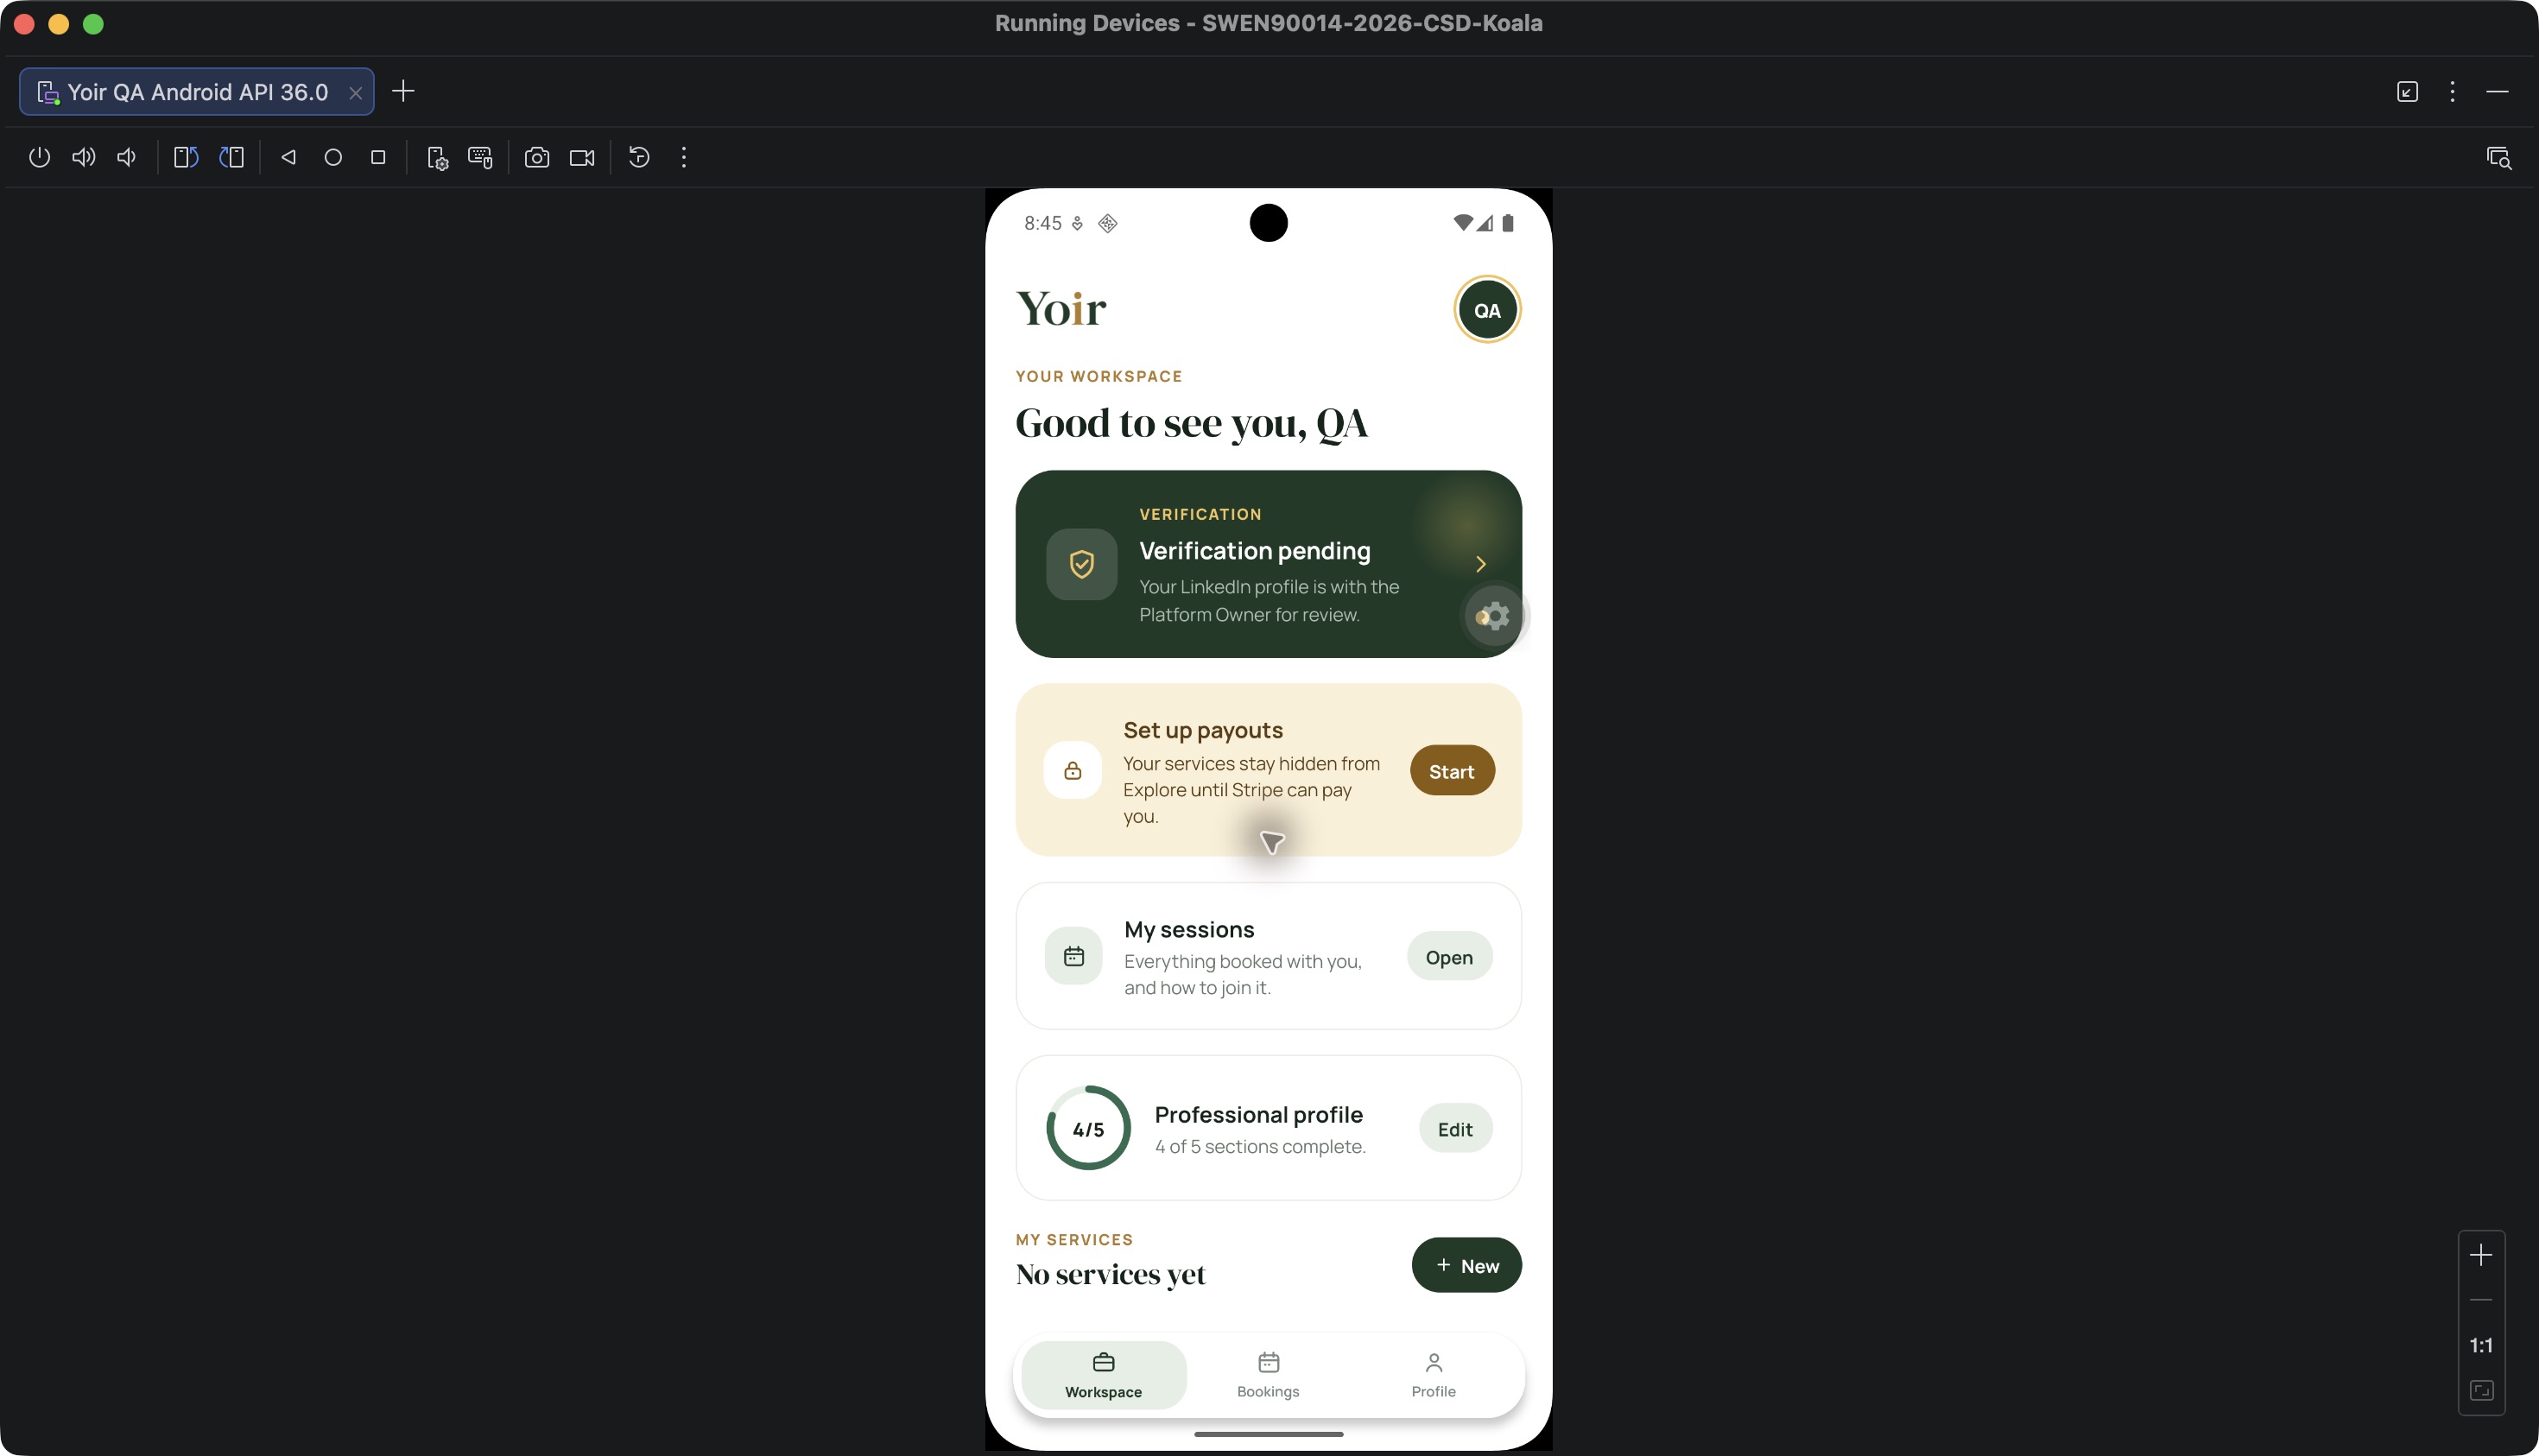 Running Devices - SWEN90014-2026-CSD-Koala
Yoir QA Android API 36.0
8:45
Yoir
QA
YOUR WORKSPACE
Good to see you, QA
VERIFICATION
Verification pending
Your LinkedIn profile is with the
Platform Owner for review.
Set up payouts
Your services stay hidden from
Explore until Stripe can pay
you.
Start
My sessions
Everything booked with you,
and how to join it.
Open
4/5
Professional profile
4 of 5 sections complete.
Edit
MY SERVICES
No services yet
+ New
Workspace
Bookings
Profile
1:1